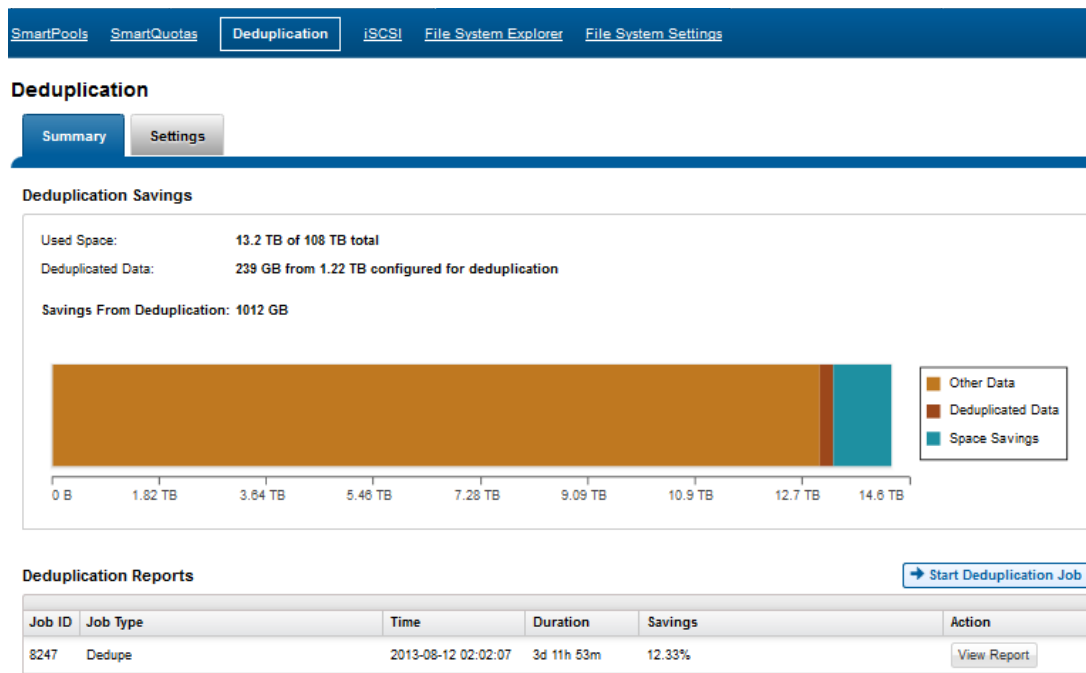 SmartPools SmartQuotas Deduplication iSCSI File System Explorer File System Settings
Deduplication
Summary Settings
Deduplication Savings
Used Space: 13.2 TB of 108 TB total
Deduplicated Data: 239 GB from 1.22 TB configured for deduplication
Savings From Deduplication: 1012 GB
Other Data
Deduplicated Data
Space Savings
0 B 1.82 TB 3.64 TB 5.46 TB 7.28 TB 9.09 TB 10.9 TB 12.7 TB 14.6 TB
Deduplication Reports Start Deduplication Job
Job ID Job Type Time Duration Savings Action
8247 Dedupe 2013-08-12 02:02:07 3d 11h 53m 12.33% View Report